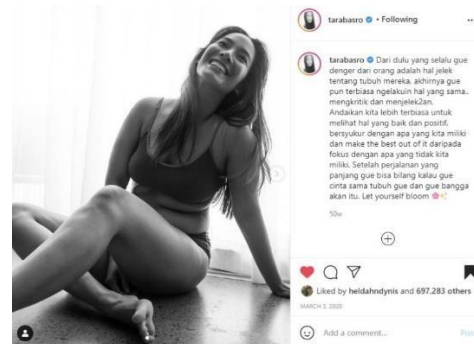 tarabasro • Following
tarabasro Dari dulu yang selalu gue
denger dari orang adalah hal jelek
tentang tubuh mereka, akhirnya gue
pun terbiasa ngelakuin hal yang sama..
mengkritik dan menjelek2an.
Andaikan kita lebih terbiasa untuk
melihat hal yang baik dan positif,
bersyukur dengan apa yang kita miliki
dan make the best out of it daripada
fokus dengan apa yang tidak kita
miliki. Setelah perjalanan yang
panjang gue bisa bilang kalau gue
cinta sama tubuh gue dan gue bangga
akan itu. Let yourself bloom 🌸✨
50w
Liked by heldahndynis and 697,283 others
MARCH 3, 2020
Add a comment...
Post